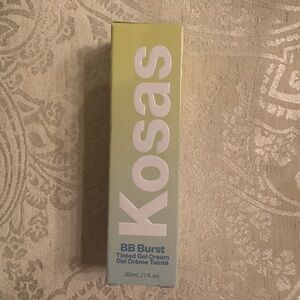 Kosas
BB Burst
Tinted Gel Cream
Gel Crème Teinté
30mL / 1 fl. oz.